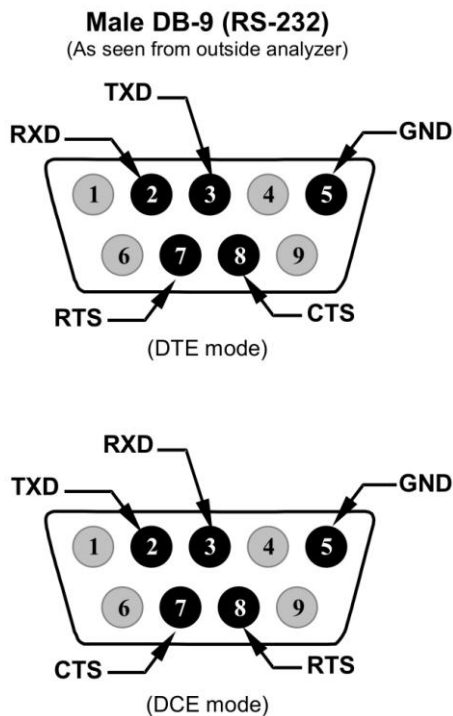 Male DB-9 (RS-232)
(As seen from outside analyzer)
TXD
RXD
GND
1 2 3 4 5
6 7 8 9
RTS
CTS
(DTE mode)
RXD
TXD
GND
1 2 3 4 5
6 7 8 9
CTS
RTS
(DCE mode)